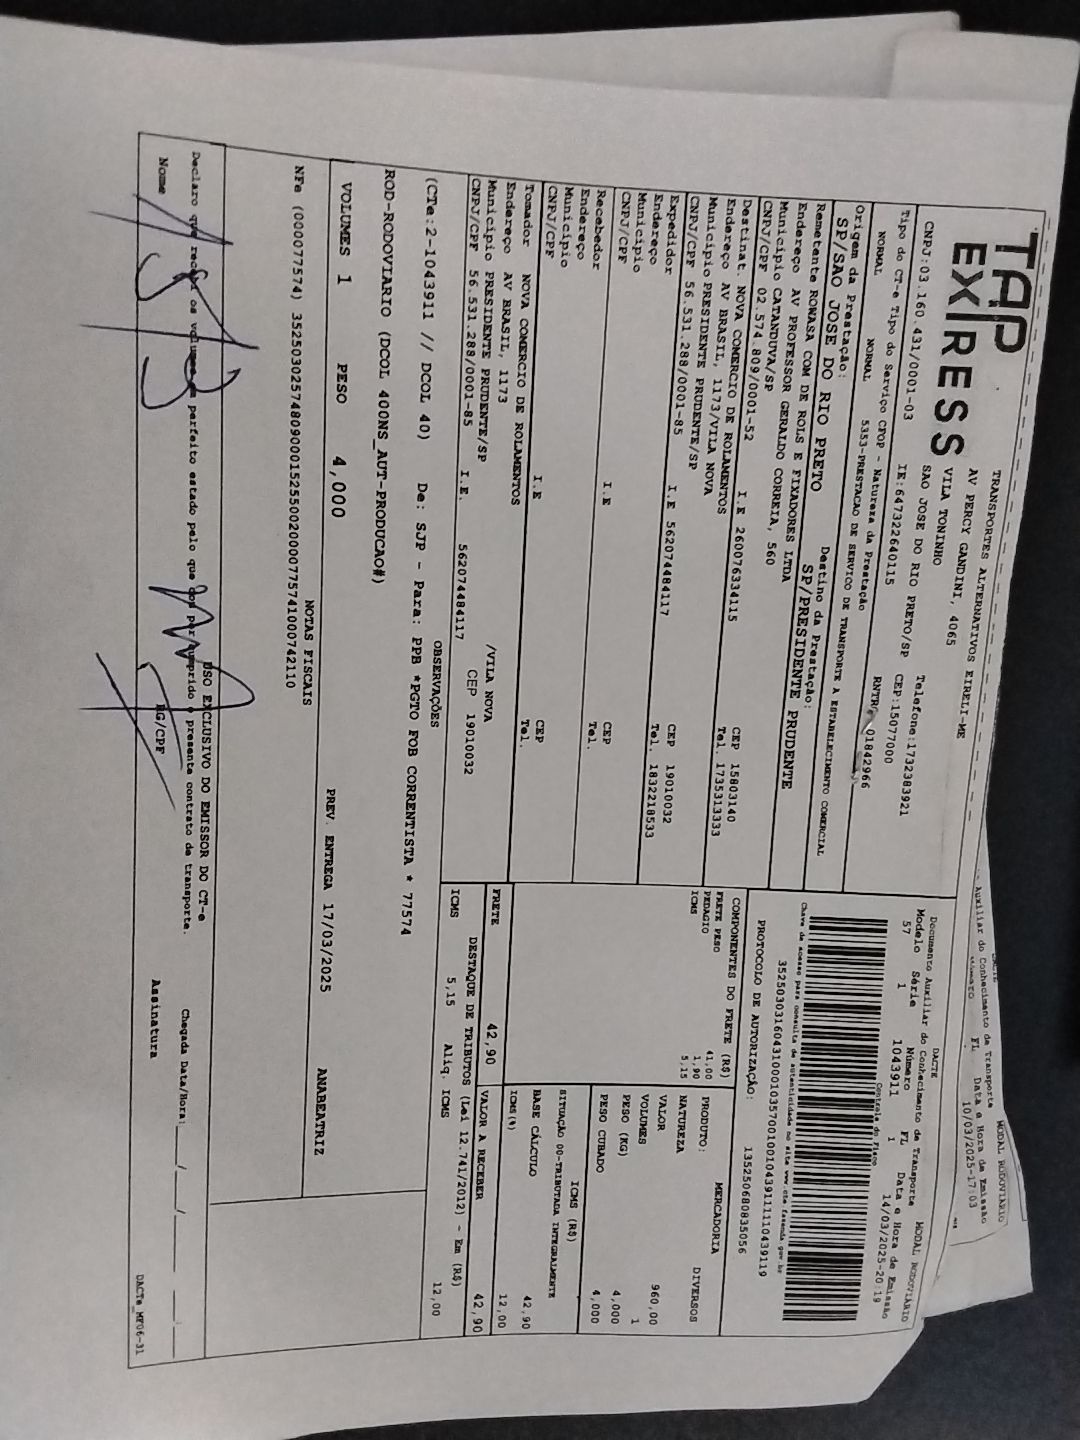 TAP
EXPRESS
TRANSPORTES ALTERNATIVOS EIRELI-ME
AV PERCY GANDINI, 4065
VILA TONINHO
SAO JOSE DO RIO PRETO/SP CEP:15077000
CNPJ:03.160.431/0001-03 IE:647322640115 Telefone:1732383921
Tipo do CT-e Tipo do Serviço CFOP - Natureza da Prestação RNTRC 01842966
NORMAL NORMAL 5353-PRESTACAO DE SERVICO DE TRANSPORTE A ESTABELECIMENTO COMERCIAL
Origem da Prestação: Destino da Prestação:
SP/SAO JOSE DO RIO PRETO SP/PRESIDENTE PRUDENTE
Remetente ROMASA COM DE ROLS E FIXADORES LTDA
Endereço AV PROFESSOR GERALDO CORREIA, 560
Município CATANDUVA/SP CEP 15803140
CNPJ/CPF 02.574.809/0001-52 I.E 260076334115 Tel. 1735313333
Destinat. NOVA COMERCIO DE ROLAMENTOS
Endereço AV BRASIL, 1173/VILA NOVA
Município PRESIDENTE PRUDENTE/SP CEP 19010032
CNPJ/CPF 56.531.288/0001-85 I.E 562074484117 Tel. 1832218533
Expedidor
Endereço
Município CEP
CNPJ/CPF I.E Tel.
Recebedor
Endereço
Município CEP
CNPJ/CPF I.E Tel.
Tomador NOVA COMERCIO DE ROLAMENTOS
Endereço AV BRASIL, 1173 /VILA NOVA
Município PRESIDENTE PRUDENTE/SP CEP 19010032
CNPJ/CPF 56.531.288/0001-85 I.E. 562074484117
DACTE MODAL RODOVIARIO
Documento Auxiliar do Conhecimento de Transporte
Modelo Série Número FL Data e Hora de Emissão
57 1 1043911 1 14/03/2025-20:19
Controle do Fisco
Chave de acesso para consulta de autenticidade no site www.cte.fazenda.gov.br
PROTOCOLO DE AUTORIZAÇÃO: 135250680835056
COMPONENTES DO FRETE (R$)
FRETE PESO 41,00
PEDAGIO 1,90
ICMS 5,15
FRETE 42,90
MERCADORIA
PRODUTO: DIVERSOS
NATUREZA
VALOR 960,00
VOLUMES 1
PESO (KG) 4,000
PESO CUBADO 4,000
ICMS (R$)
SITUAÇÃO 00-TRIBUTADA INTEGRALMENTE
BASE CÁLCULO 42,90
ICMS(%) 12,00
VALOR A RECEBER 42,90
DESTAQUE DE TRIBUTOS (Lei 12.741/2012) - Em (R$)
ICMS 5,15 Aliq. ICMS 12,00
OBSERVAÇÕES
(CTe:2-1043911 // DCOL 40) De: SJP - Para: PPB *PGTO FOB CORRENTISTA * 77574
ROD-RODOVIARIO (DCOL 400NS_AUT-PRODUCAO#)
VOLUMES 1 PESO 4,000 PREV. ENTREGA 17/03/2025 ANABEATRIZ
NOTAS FISCAIS
NFe (000077574) 35250302574809000152550020000775741000742110
USO EXCLUSIVO DO EMISSOR DO CT-e
Declaro que recebi os volumes perfeito estado pelo que dou por cumprido o presente contrato de transporte.
Chegada Data/Hora:
Nome RG/CPF Assinatura
DACTe_MF06-31
MODAL RODOVIARIO
Auxiliar do Conhecimento de Transporte
FL Data e Hora de Emissão
10/03/2025-17:03